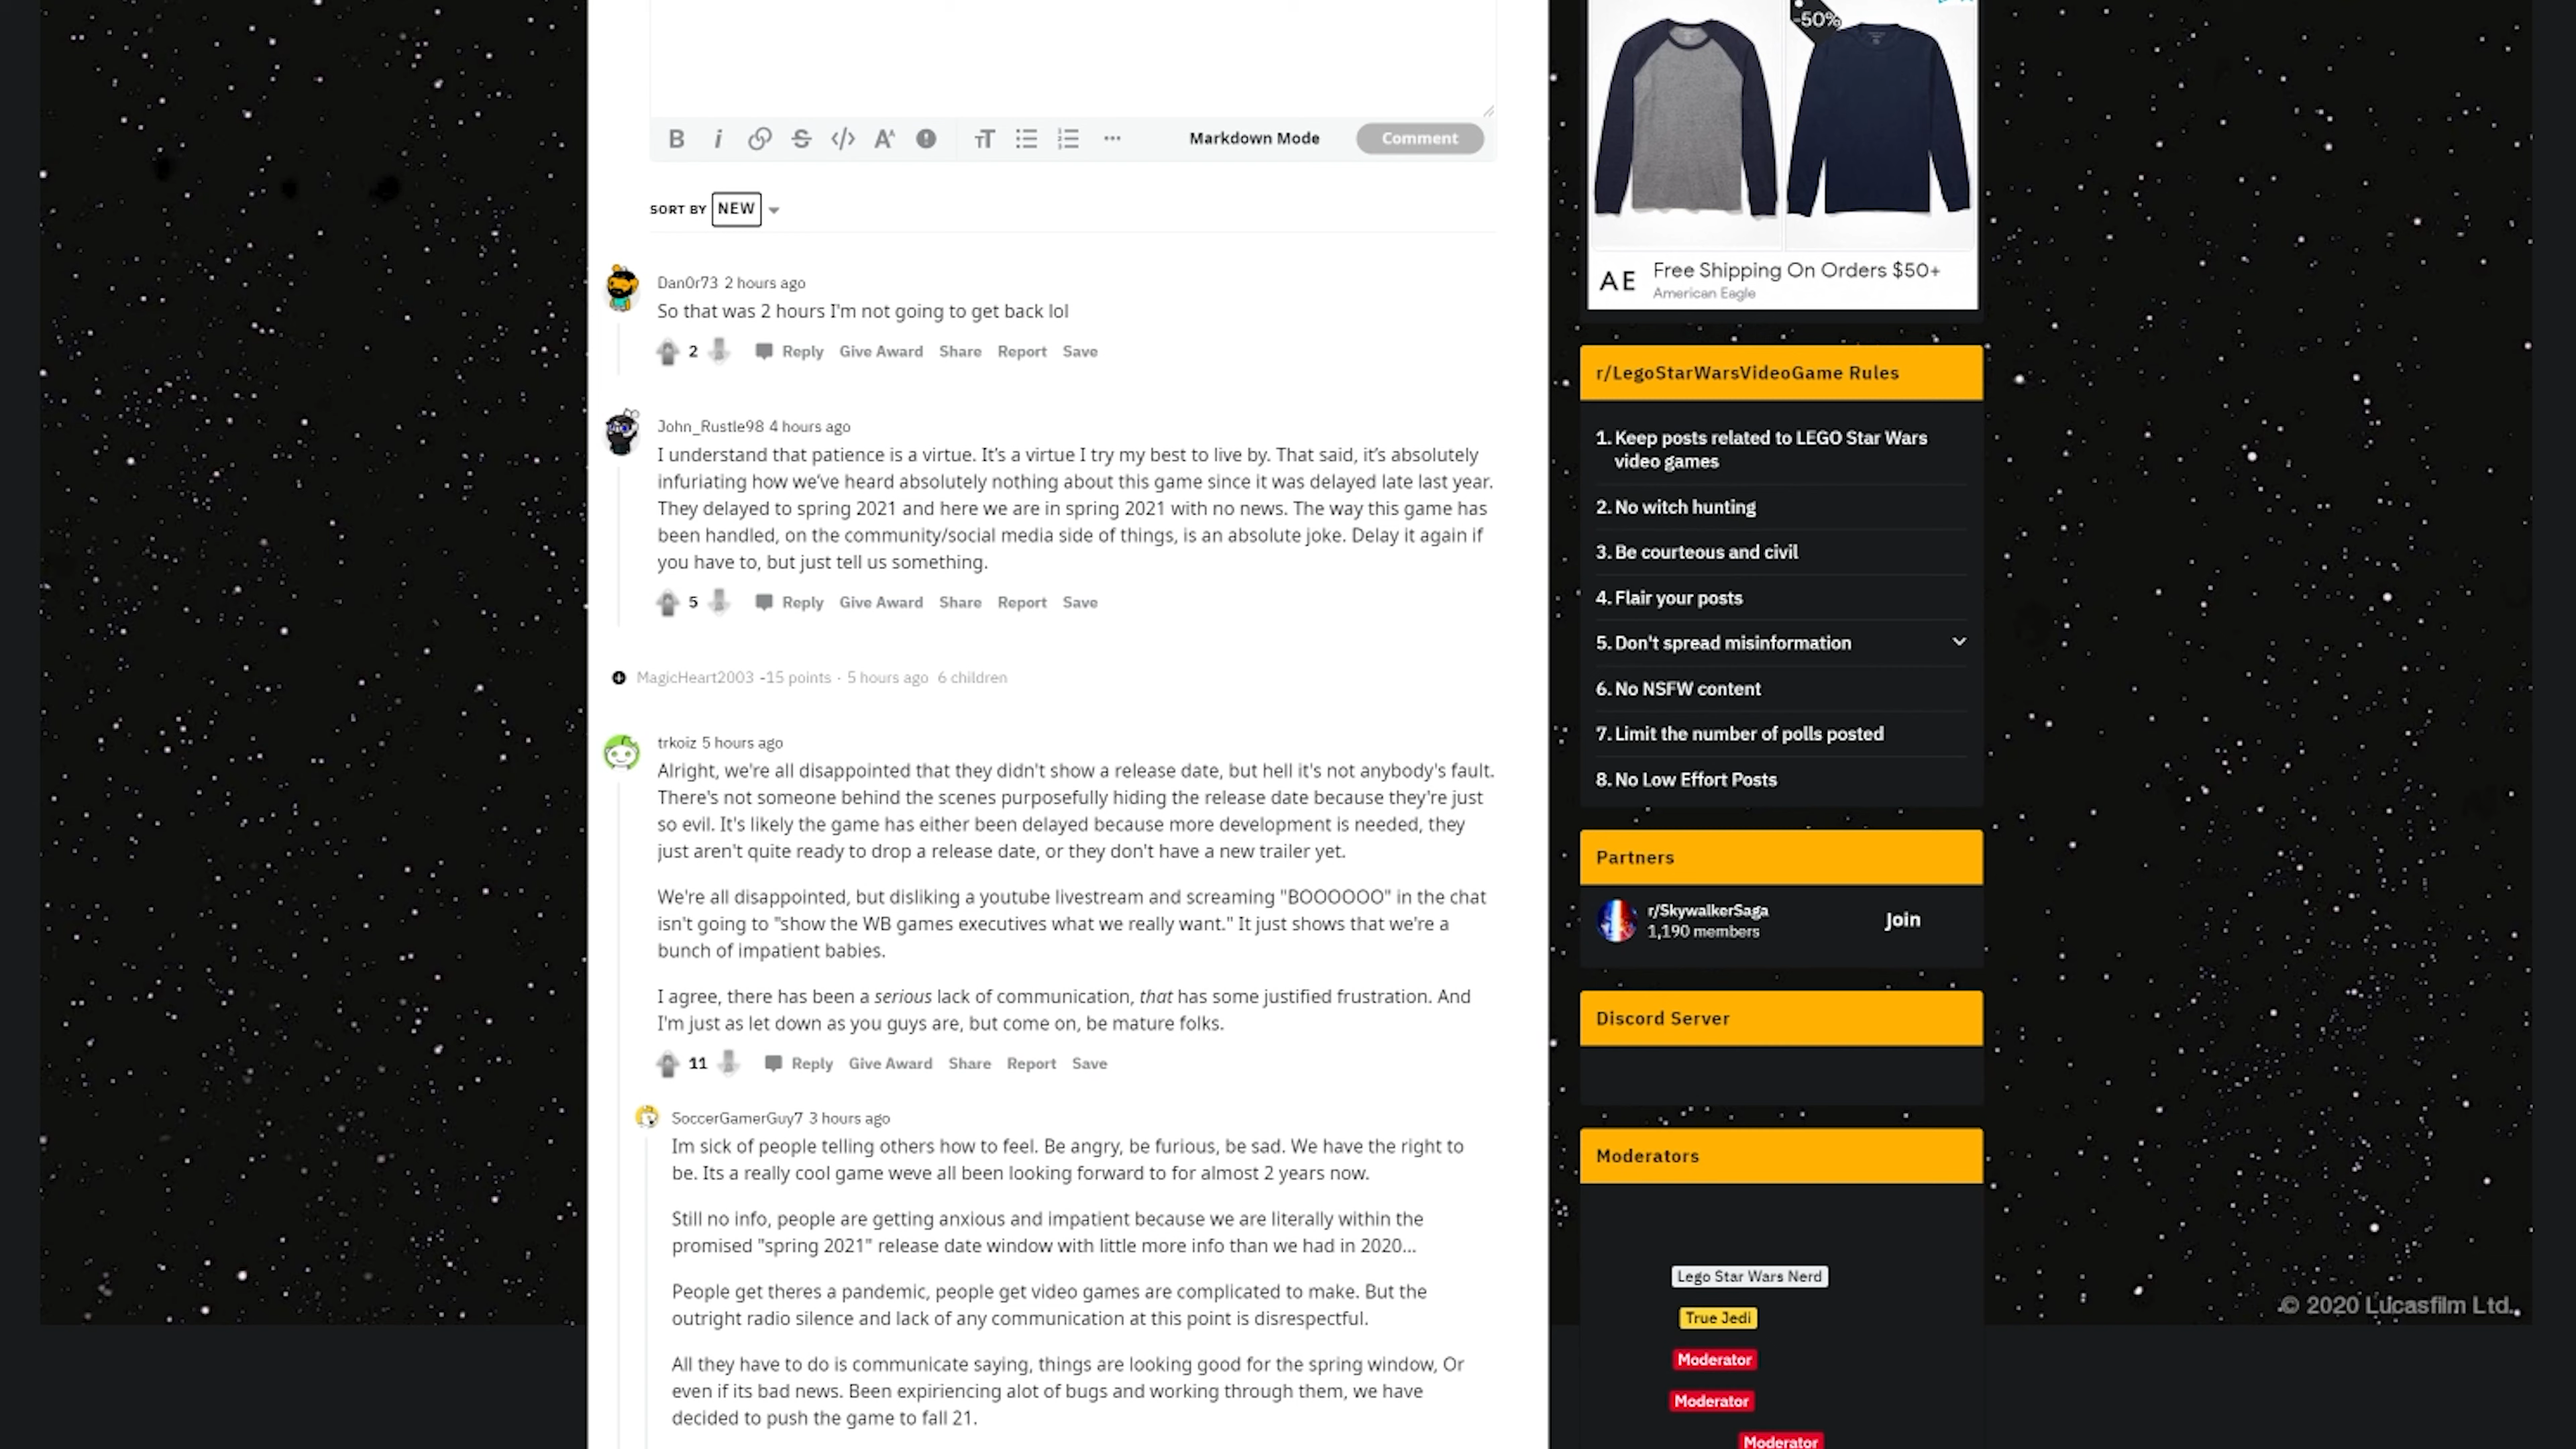 Markdown Mode
Comment
SORT BY NEW
Dan0r73 2 hours ago
So that was 2 hours I'm not going to get back lol
2 Reply Give Award Share Report Save
John_Rustle98 4 hours ago
I understand that patience is a virtue. It's a virtue I try my best to live by. That said, it's absolutely
infuriating how we've heard absolutely nothing about this game since it was delayed late last year.
They delayed to spring 2021 and here we are in spring 2021 with no news. The way this game has
been handled, on the community/social media side of things, is an absolute joke. Delay it again if
you have to, but just tell us something.
5 Reply Give Award Share Report Save
MagicHeart2003 -15 points · 5 hours ago 6 children
trkoiz 5 hours ago
Alright, we're all disappointed that they didn't show a release date, but hell it's not anybody's fault.
There's not someone behind the scenes purposefully hiding the release date because they're just
so evil. It's likely the game has either been delayed because more development is needed, they
just aren't quite ready to drop a release date, or they don't have a new trailer yet.
We're all disappointed, but disliking a youtube livestream and screaming "BOOOOOO" in the chat
isn't going to "show the WB games executives what we really want." It just shows that we're a
bunch of impatient babies.
I agree, there has been a serious lack of communication, that has some justified frustration. And
I'm just as let down as you guys are, but come on, be mature folks.
11 Reply Give Award Share Report Save
SoccerGamerGuy7 3 hours ago
Im sick of people telling others how to feel. Be angry, be furious, be sad. We have the right to
be. Its a really cool game weve all been looking forward to for almost 2 years now.
Still no info, people are getting anxious and impatient because we are literally within the
promised "spring 2021" release date window with little more info than we had in 2020...
People get theres a pandemic, people get video games are complicated to make. But the
outright radio silence and lack of any communication at this point is disrespectful.
All they have to do is communicate saying, things are looking good for the spring window, Or
even if its bad news. Been expiriencing alot of bugs and working through them, we have
decided to push the game to fall 21.
-50%
AE
Free Shipping On Orders $50+
American Eagle
r/LegoStarWarsVideoGame Rules
1. Keep posts related to LEGO Star Wars
video games
2. No witch hunting
3. Be courteous and civil
4. Flair your posts
5. Don't spread misinformation
6. No NSFW content
7. Limit the number of polls posted
8. No Low Effort Posts
Partners
r/SkywalkerSaga
1,190 members
Join
Discord Server
Moderators
Lego Star Wars Nerd
True Jedi
Moderator
Moderator
Moderator
© 2020 Lucasfilm Ltd.